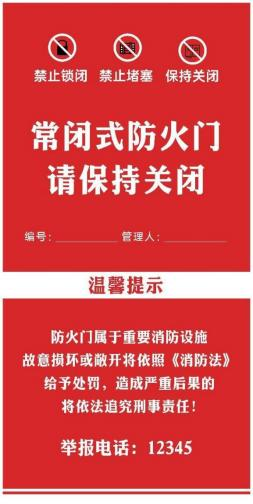 禁止锁闭 禁止堵塞 保持关闭
常闭式防火门
请保持关闭
编号：__________ 管理人：__________
温馨提示
防火门属于重要消防设施
故意损坏或敞开将依照《消防法》
给予处罚，造成严重后果的
将依法追究刑事责任！
举报电话：12345